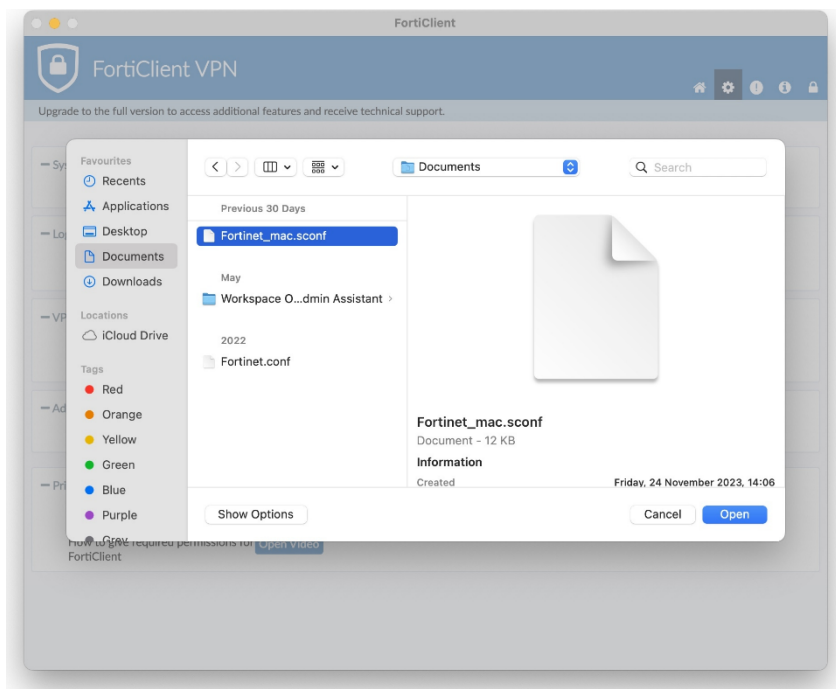 FortiClient
FortiClient VPN
Upgrade to the full version to access additional features and receive technical support.
Favourites
Recents
Applications
Desktop
Documents
Downloads
Locations
iCloud Drive
Tags
Red
Orange
Yellow
Green
Blue
Purple
Grey
Documents
Search
Previous 30 Days
Fortinet_mac.sconf
May
Workspace O...dmin Assistant
2022
Fortinet.conf
Fortinet_mac.sconf
Document - 12 KB
Information
Created Friday, 24 November 2023, 14:06
Show Options
Cancel
Open
How to give required permissions for
FortiClient
Open Video